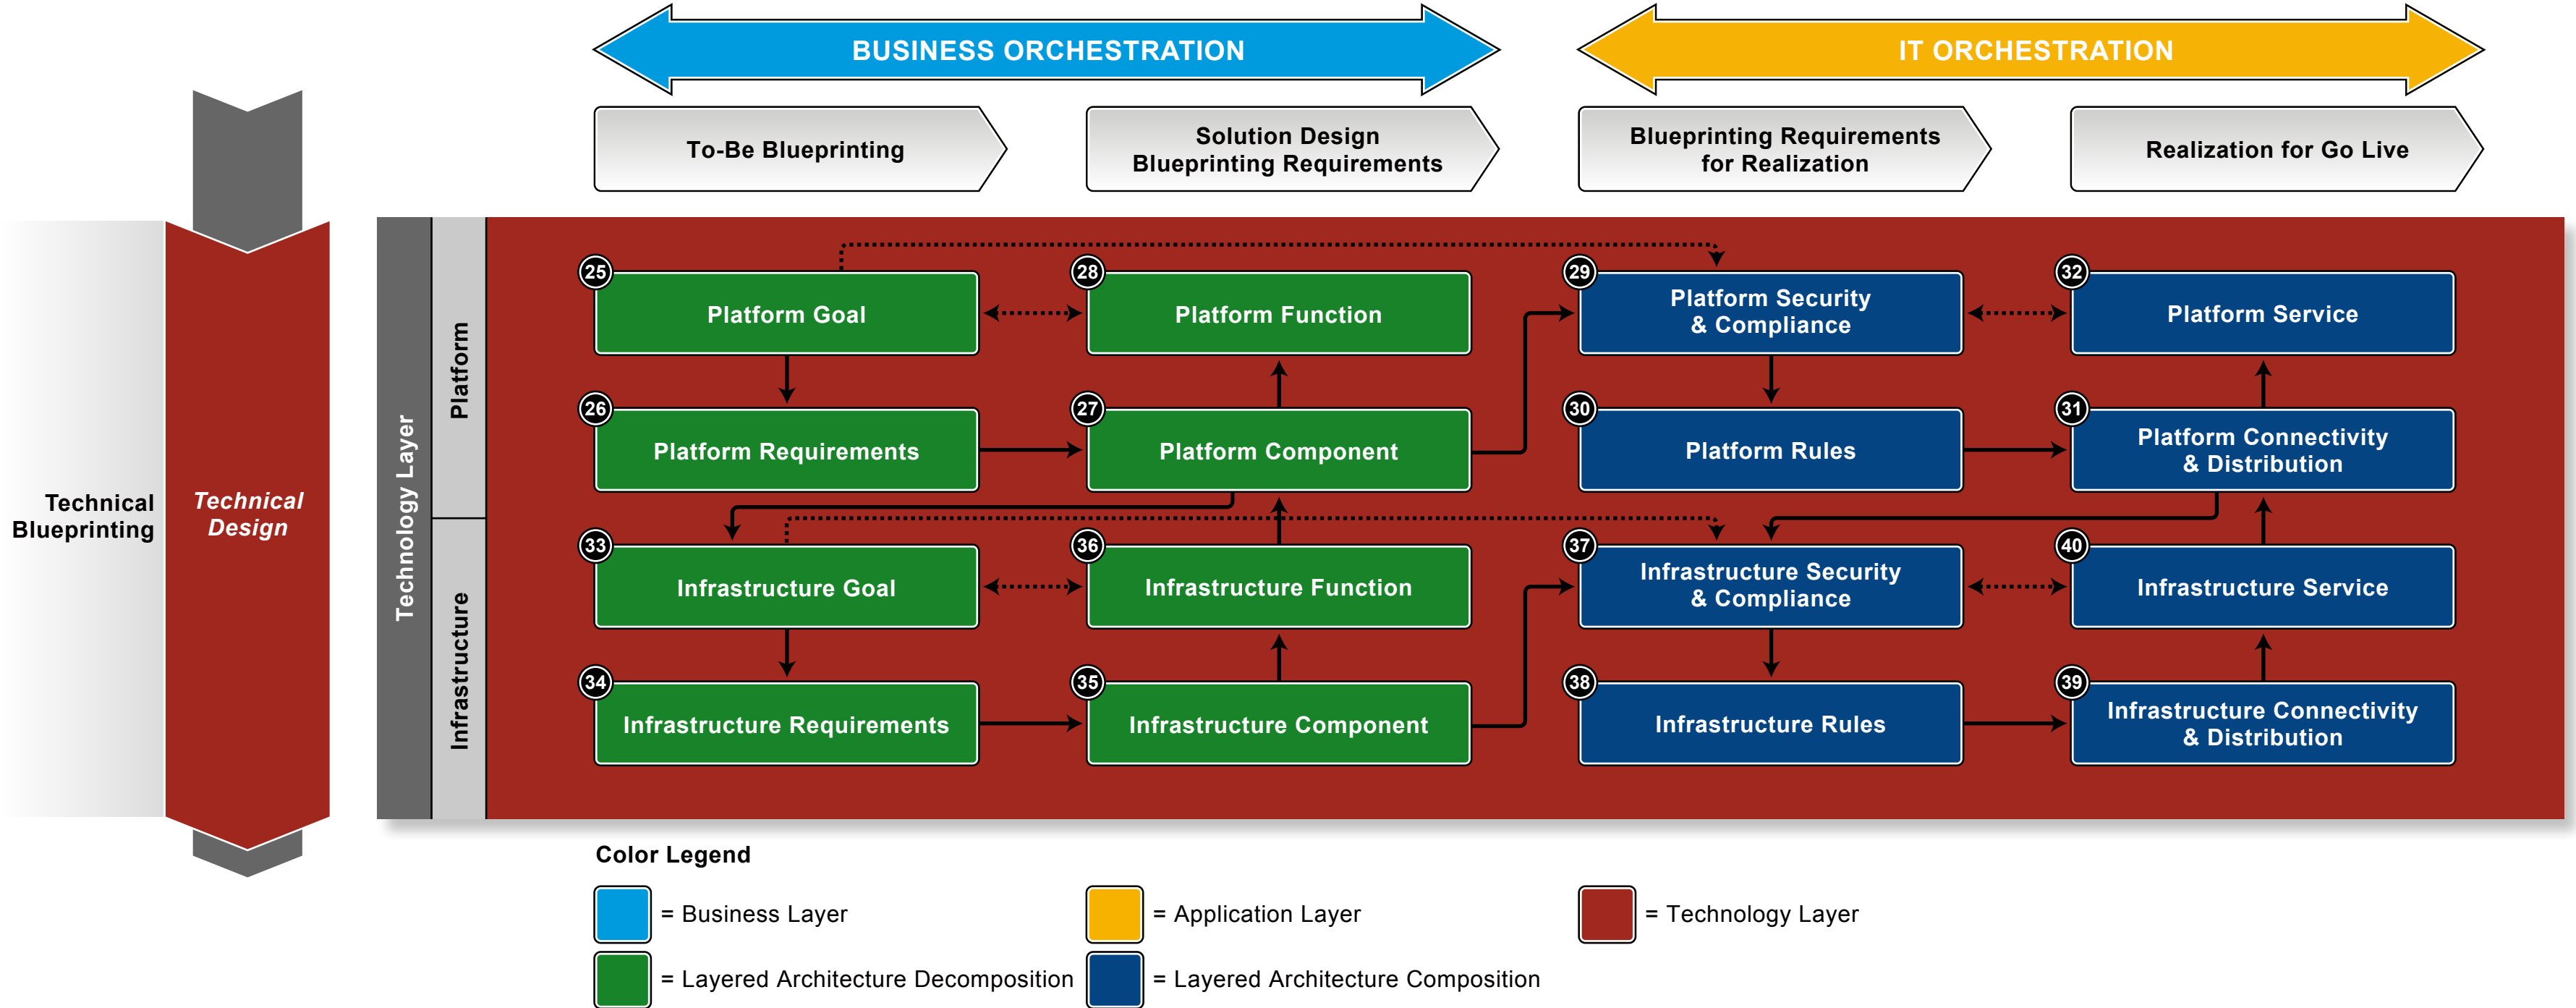 BUSINESS ORCHESTRATION
IT ORCHESTRATION
To-Be Blueprinting
Solution Design
Blueprinting Requirements
Blueprinting Requirements
for Realization
Realization for Go Live
Technical
Blueprinting
Technical
Design
Technology Layer
Platform
Infrastructure
25
Platform Goal
28
Platform Function
29
Platform Security
& Compliance
32
Platform Service
26
Platform Requirements
27
Platform Component
30
Platform Rules
31
Platform Connectivity
& Distribution
33
Infrastructure Goal
36
Infrastructure Function
37
Infrastructure Security
& Compliance
40
Infrastructure Service
34
Infrastructure Requirements
35
Infrastructure Component
38
Infrastructure Rules
39
Infrastructure Connectivity
& Distribution
Color Legend
= Business Layer
= Application Layer
= Technology Layer
= Layered Architecture Decomposition
= Layered Architecture Composition